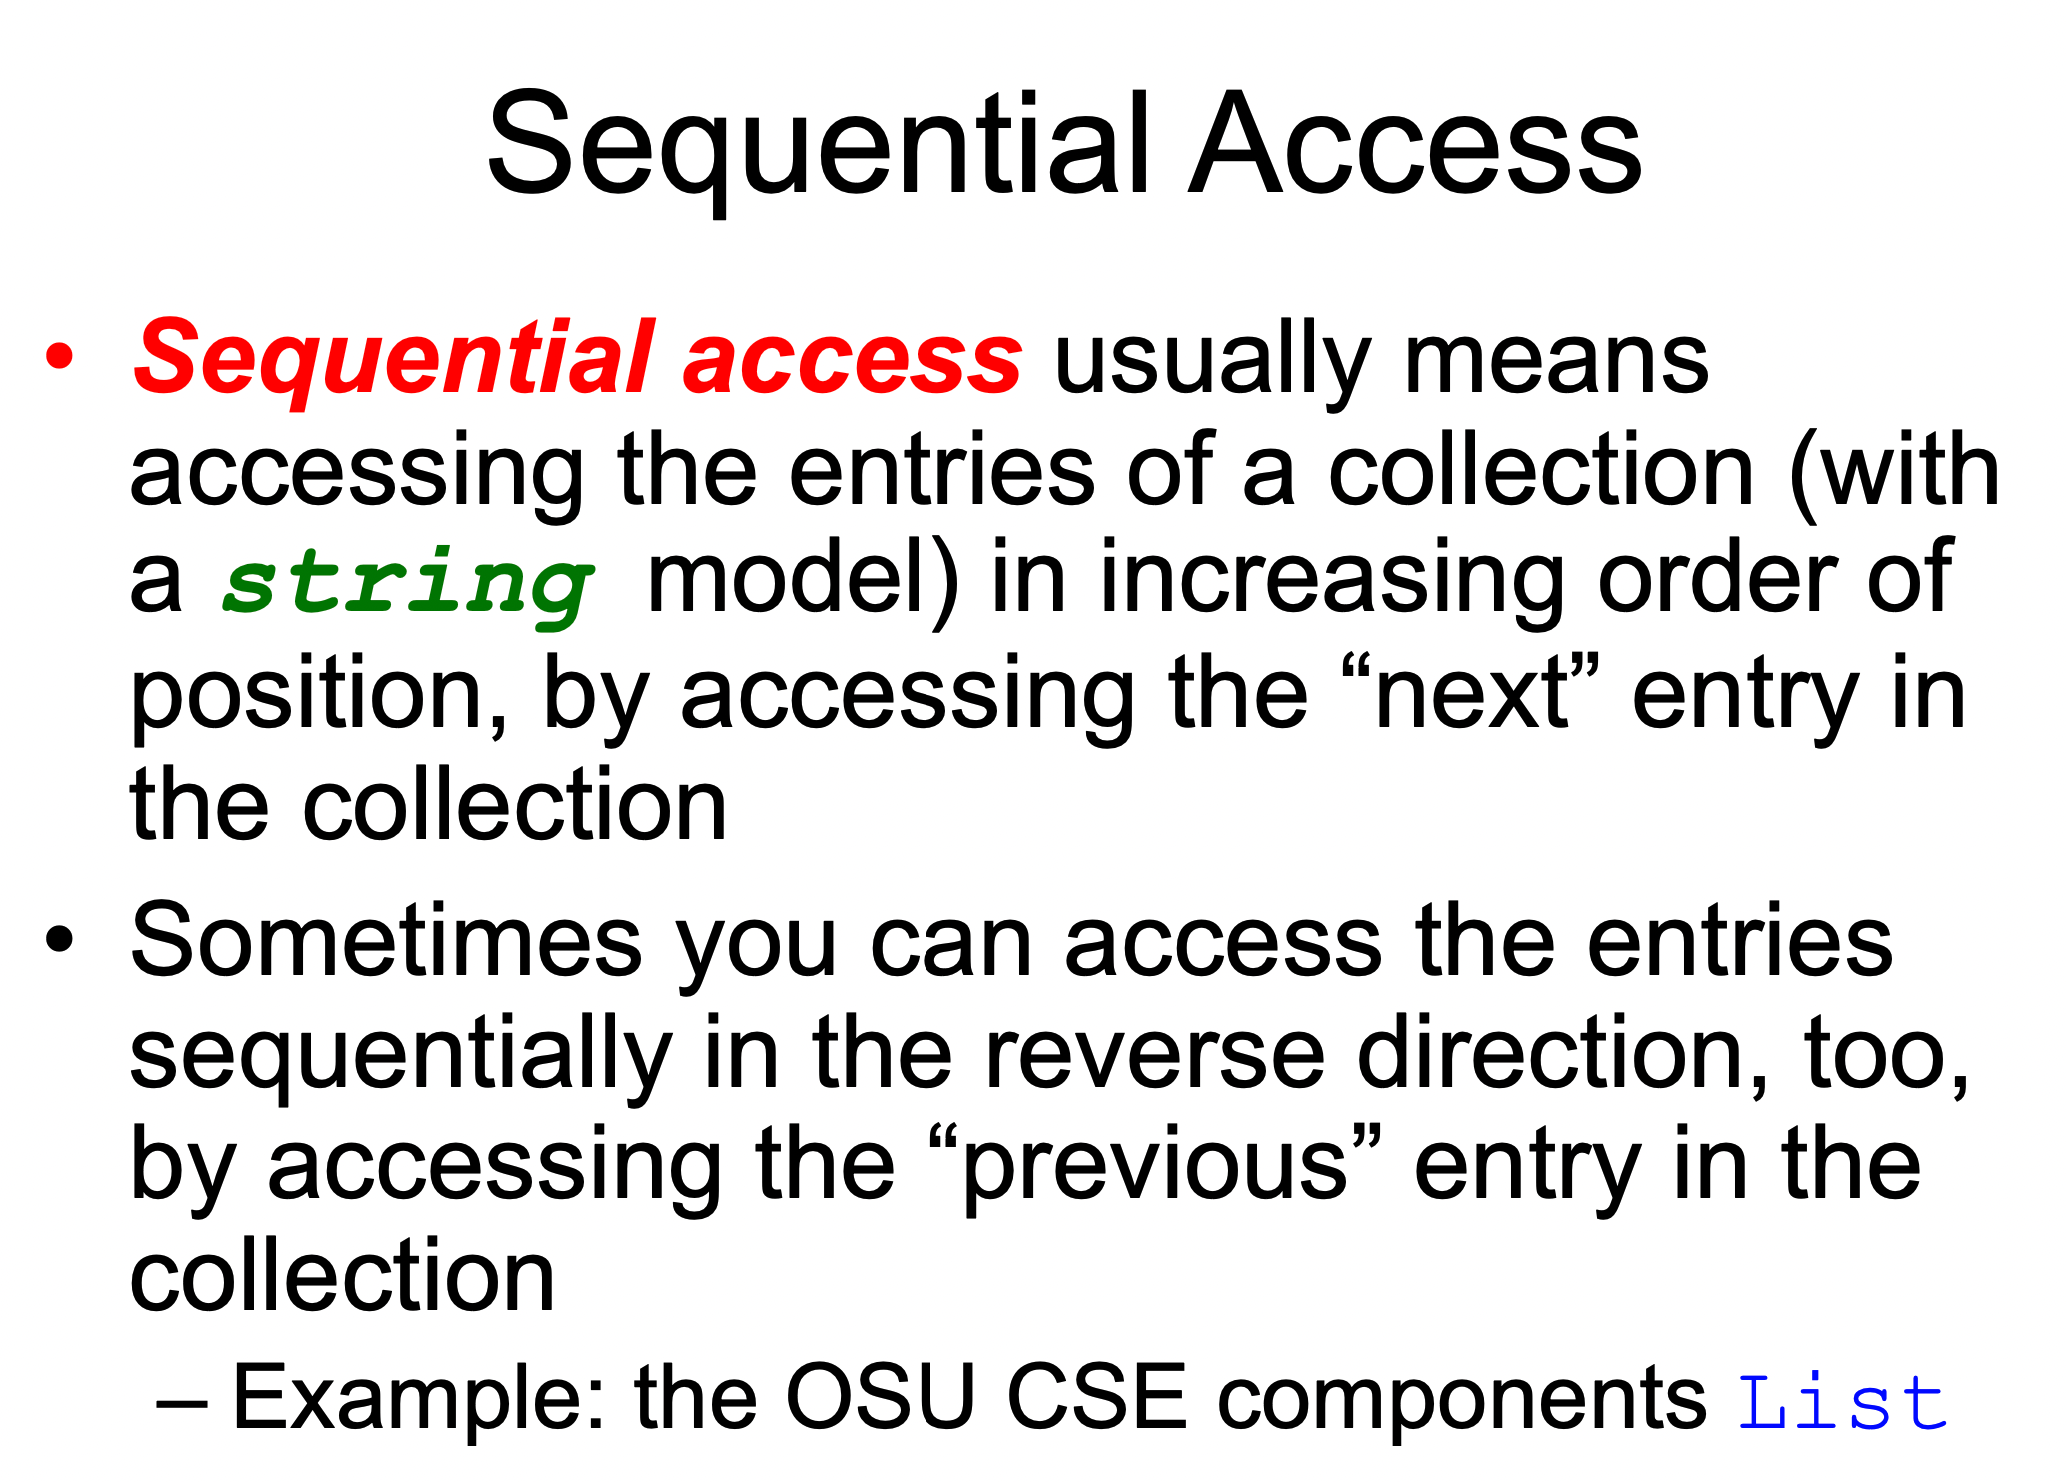 Sequential Access
• Sequential access usually means
accessing the entries of a collection (with
a string model) in increasing order of
position, by accessing the “next” entry in
the collection
• Sometimes you can access the entries
sequentially in the reverse direction, too,
by accessing the “previous” entry in the
collection
– Example: the OSU CSE components List